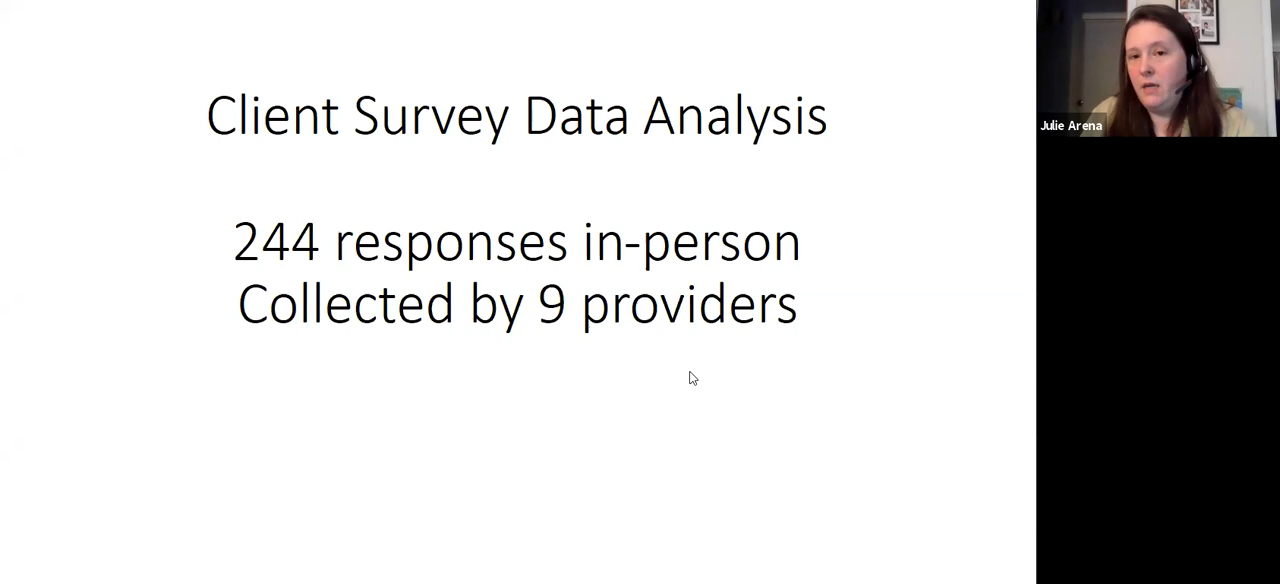 Client Survey Data Analysis
244 responses in-person
Collected by 9 providers
Julie Arena